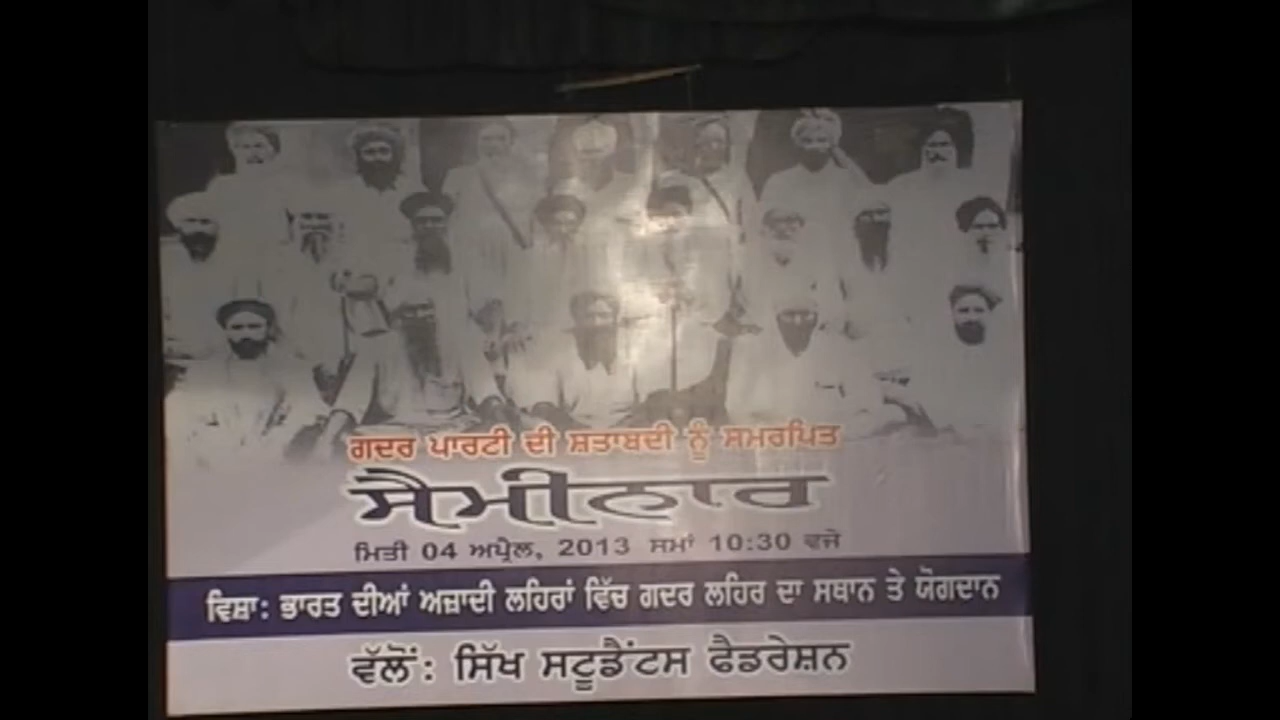 ਗਦਰ ਪਾਰਟੀ ਦੀ ਸ਼ਤਾਬਦੀ ਨੂੰ ਸਮਰਪਿਤ
ਸੈਮੀਨਾਰ
ਮਿਤੀ 04 ਅਪ੍ਰੈਲ, 2013 ਸਮਾਂ 10:30 ਵਜੇ
ਵਿਸ਼ਾ: ਭਾਰਤ ਦੀਆਂ ਅਜ਼ਾਦੀ ਲਹਿਰਾਂ ਵਿੱਚ ਗਦਰ ਲਹਿਰ ਦਾ ਸਥਾਨ ਤੇ ਯੋਗਦਾਨ
ਵੱਲੋਂ: ਸਿੱਖ ਸਟੂਡੈਂਟਸ ਫੈਡਰੇਸ਼ਨ